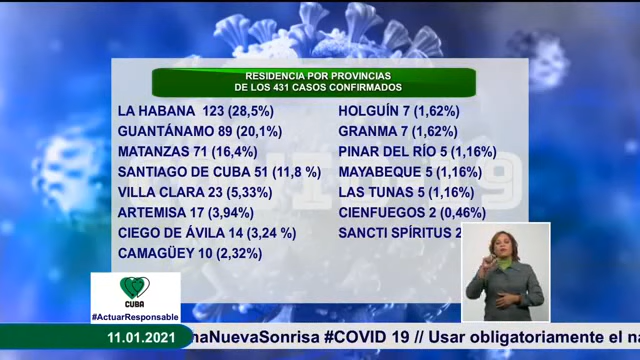 RESIDENCIA POR PROVINCIAS
DE LOS 431 CASOS CONFIRMADOS
LA HABANA 123 (28,5%)
GUANTÁNAMO 89 (20,1%)
MATANZAS 71 (16,4%)
SANTIAGO DE CUBA 51 (11,8 %)
VILLA CLARA 23 (5,33%)
ARTEMISA 17 (3,94%)
CIEGO DE ÁVILA 14 (3,24 %)
CAMAGÜEY 10 (2,32%)
HOLGUÍN 7 (1,62%)
GRANMA 7 (1,62%)
PINAR DEL RÍO 5 (1,16%)
MAYABEQUE 5 (1,16%)
LAS TUNAS 5 (1,16%)
CIENFUEGOS 2 (0,46%)
SANCTI SPÍRITUS 2
CUBA
#ActuarResponsable
11.01.2021
naNuevaSonrisa #COVID 19 // Usar obligatoriamente el na